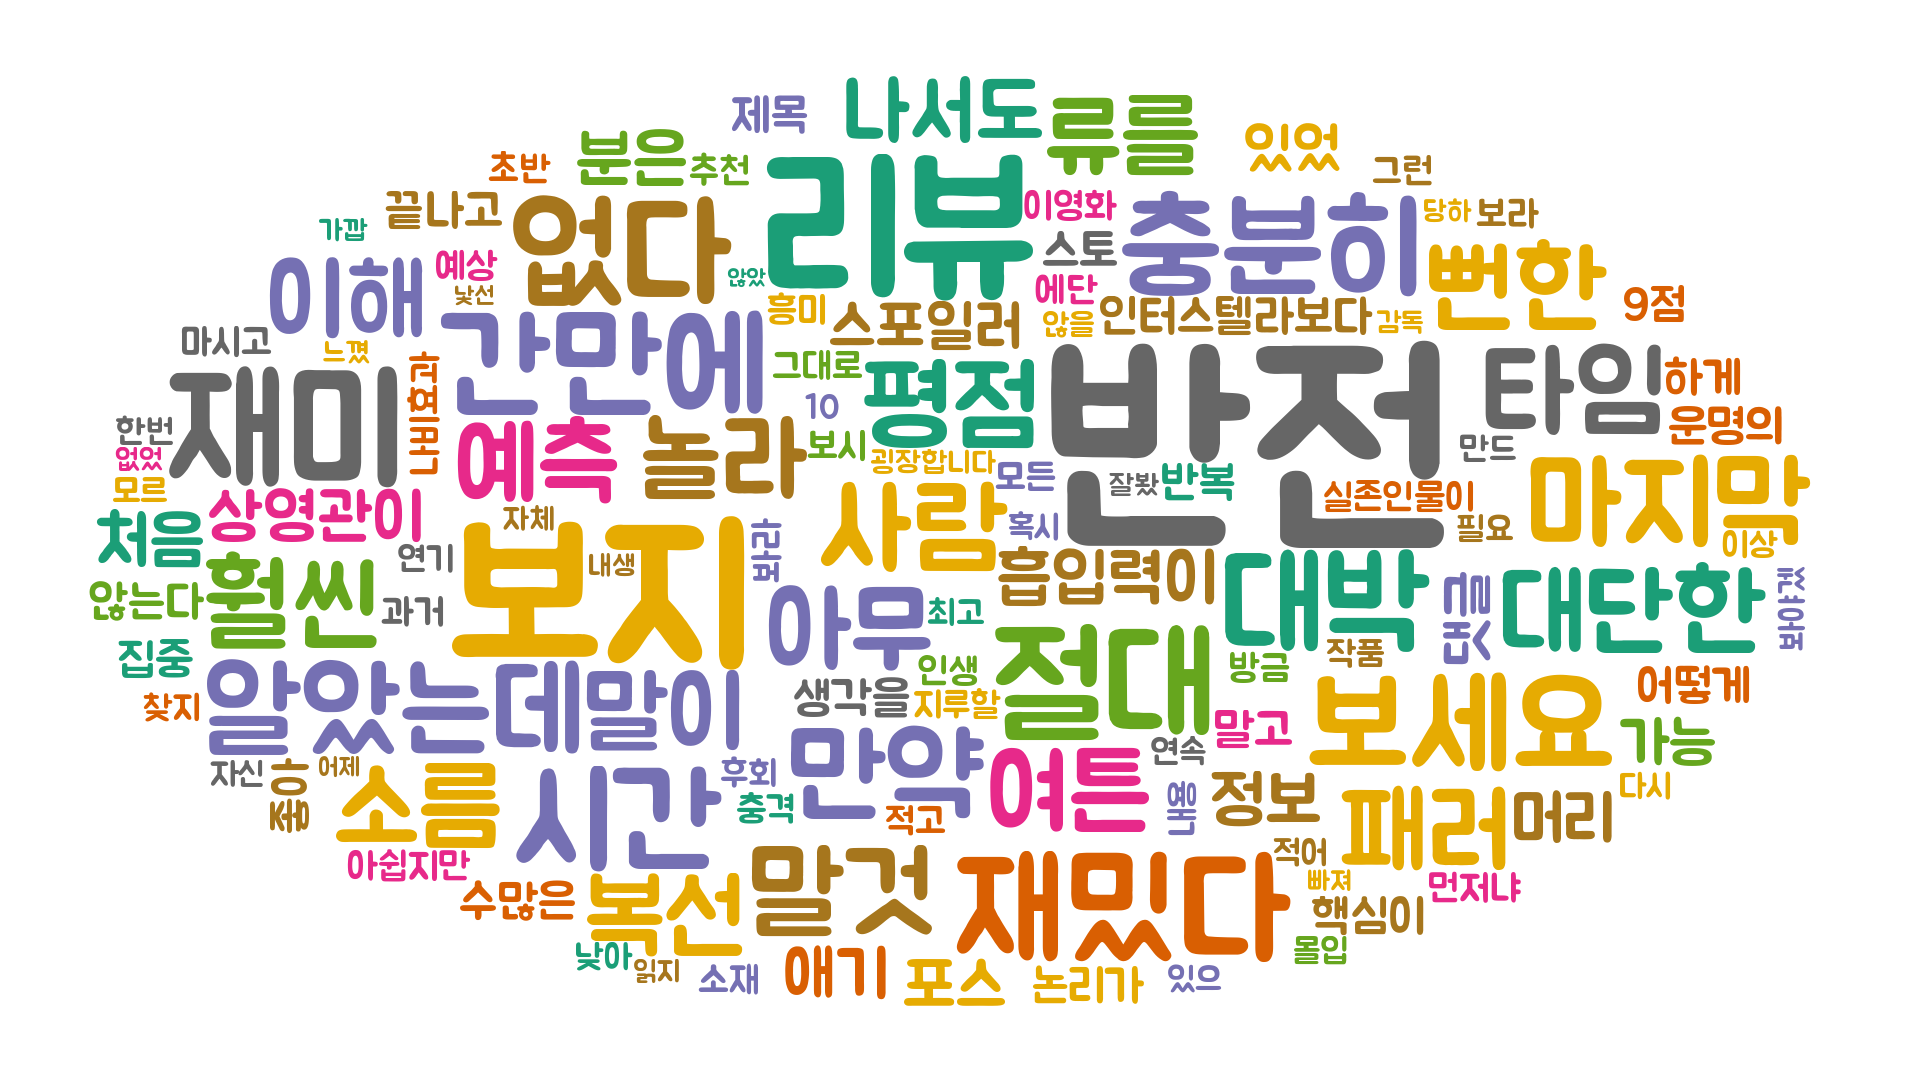 제목
나서도
류를
있었
초반
분은
추천
리뷰
그런
끝나고
없다
이영화
충분히
당하
보라
가깝
이해
예상
낯선
않았
흥미
스포일러
스토
에단
않을
인터스텔라보다
감독
뻔한
9점
마시고
느꼈
간만에
그대로
평점
반전
타임
하게
운명의
재미
한번
없었
모르
예측
놀라
10
보시
굉장합니다
모든
잘봤
반복
만드
실존인물이
필요
마지막
이상
처음
상영관이
자체
보지
내생
보라
사람
혹시
흡입력이
대박
대단한
않는다
훨씬
연기
과거
아무
최고
절대
작품
방금
집중
찾지
알았는데말이
생각을
인생
지루할
말고
보세요
어떻게
가능
자신
어제
소름
시간
후회
충격
만약
적고
여튼
연속
정보
패러
머리
다시
적어
빠져
아쉽지만
수많은
복선
말것
재밌다
핵심이
먼저냐
몰입
낮아
읽지
소재
얘기
포스
논리가
있으